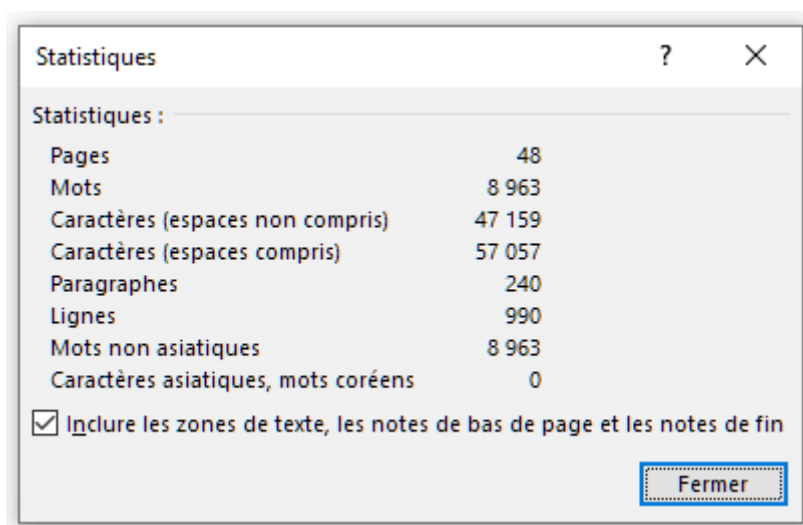 Statistiques ? ×
Statistiques :
Pages 48
Mots 8 963
Caractères (espaces non compris) 47 159
Caractères (espaces compris) 57 057
Paragraphes 240
Lignes 990
Mots non asiatiques 8 963
Caractères asiatiques, mots coréens 0
Inclure les zones de texte, les notes de bas de page et les notes de fin
Fermer